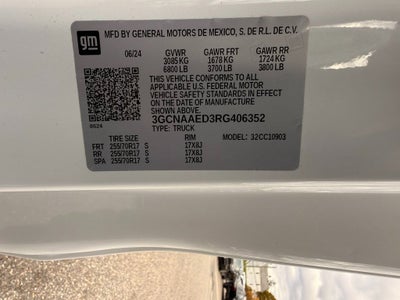 gm
MFD BY GENERAL MOTORS DE MEXICO, S. DE R.L. DE C.V.
06/24 GVWR GAWR FRT GAWR RR
3085 KG 1678 KG 1724 KG
6800 LB 3700 LB 3800 LB
THIS VEHICLE CONFORMS TO ALL
APPLICABLE U.S. FEDERAL MOTOR
VEHICLE SAFETY STANDARDS IN EFFECT
ON THE DATE OF MANUFACTURE
SHOWN ABOVE.
3GCNAAED3RG406352
TYPE: TRUCK MODEL: 32CC10903
8624
TIRE SIZE RIM
FRT 255/70R17 S 17X8J
RR 255/70R17 S 17X8J
SPA 255/70R17 S 17X8J